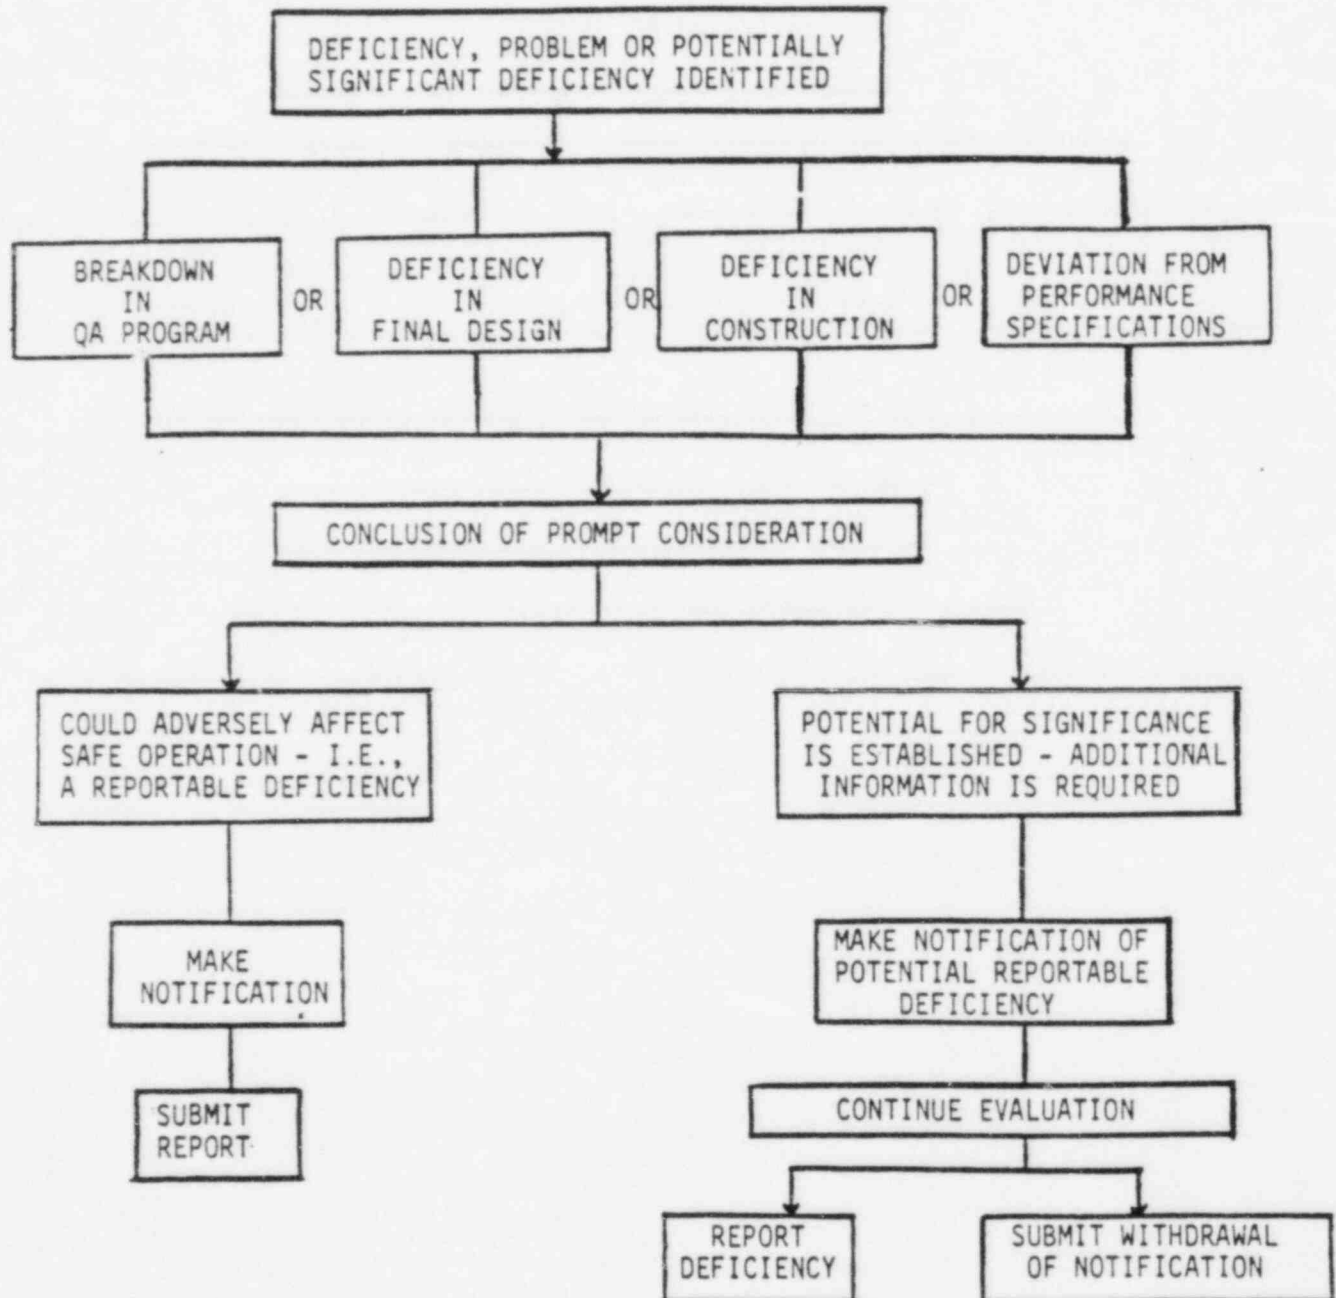 DEFICIENCY, PROBLEM OR POTENTIALLY
SIGNIFICANT DEFICIENCY IDENTIFIED
BREAKDOWN
IN
QA PROGRAM
OR
DEFICIENCY
IN
FINAL DESIGN
OR
DEFICIENCY
IN
CONSTRUCTION
OR
DEVIATION FROM
PERFORMANCE
SPECIFICATIONS
CONCLUSION OF PROMPT CONSIDERATION
COULD ADVERSELY AFFECT
SAFE OPERATION - I.E.,
A REPORTABLE DEFICIENCY
MAKE
NOTIFICATION
SUBMIT
REPORT
POTENTIAL FOR SIGNIFICANCE
IS ESTABLISHED - ADDITIONAL
INFORMATION IS REQUIRED
MAKE NOTIFICATION OF
POTENTIAL REPORTABLE
DEFICIENCY
CONTINUE EVALUATION
REPORT
DEFICIENCY
SUBMIT WITHDRAWAL
OF NOTIFICATION